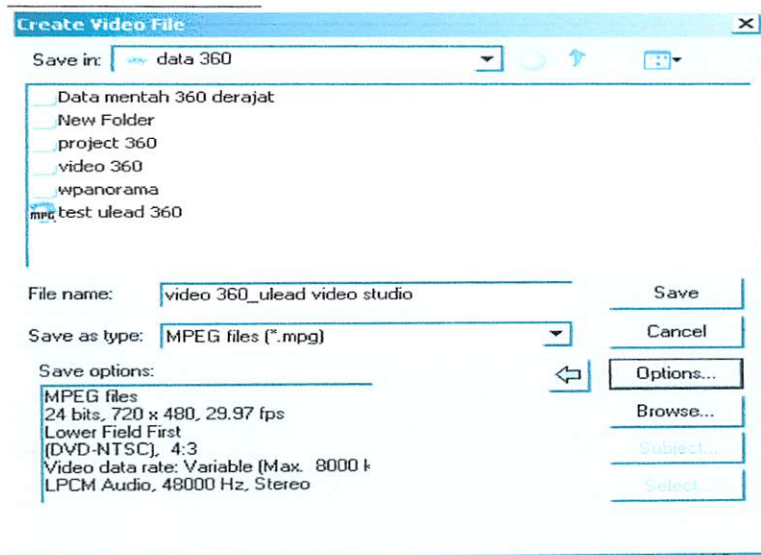 Create Video File
Save in: data 360
Data mentah 360 derajat
New Folder
project 360
video 360
wpanorama
MPG test ulead 360
File name: video 360_ulead video studio Save
Save as type: MPEG files (*.mpg) Cancel
Save options: Options...
MPEG files
24 bits, 720 x 480, 29.97 fps Browse...
Lower Field First
(DVD-NTSC), 4:3 Subject...
Video data rate: Variable (Max. 8000 k
LPCM Audio, 48000 Hz, Stereo Select...